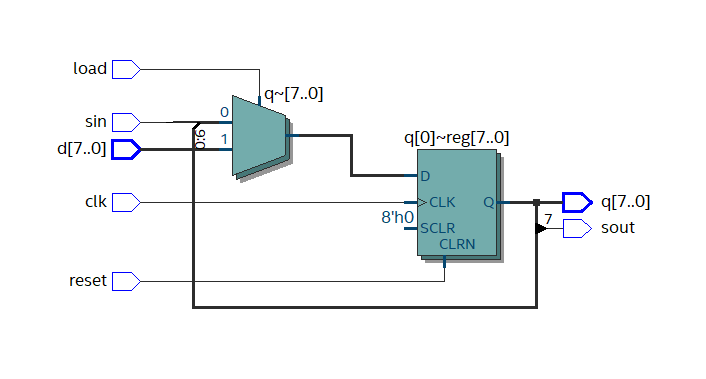 load
q~[7..0]
sin
0
0:6
1
d[7..0]
q[0]~reg[7..0]
D
clk
CLK
Q
q[7..0]
8'h0
SCLR
7
sout
CLRN
reset